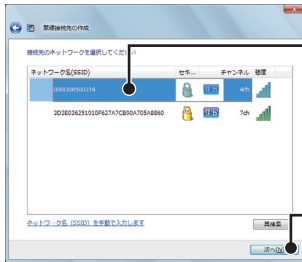 無線接続先の作成
接続先のネットワークを選択してくだ
ネットワーク名(SSID) セキ... チャンネル 強度
4ch
3D3E036251910F627A7CB90A705A8860 7ch
ネットワーク名 (SSID) を手動で入力します 再検索
次へ(N)